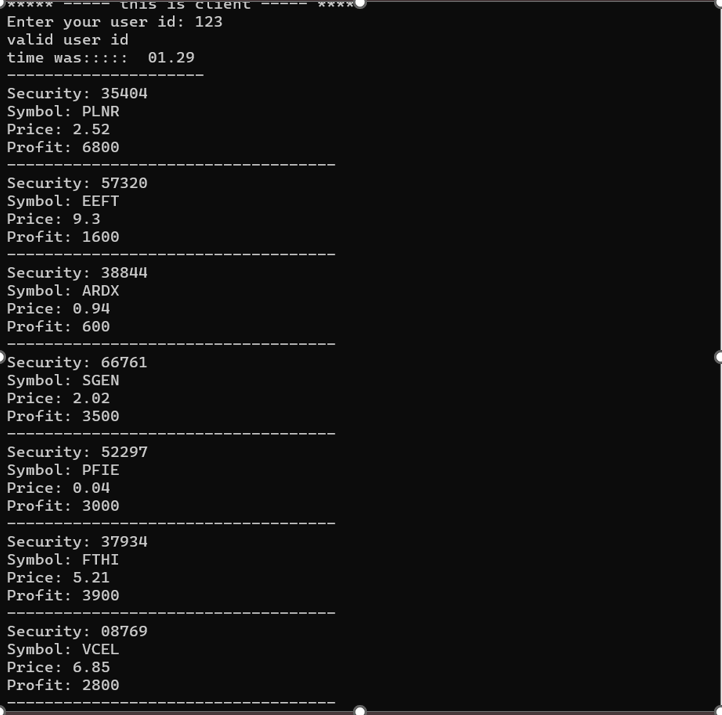 ***** ----- this is client ----- ****
Enter your user id: 123
valid user id
time was:::::  01.29
---------------------
Security: 35404
Symbol: PLNR
Price: 2.52
Profit: 6800
-----------------------------------
Security: 57320
Symbol: EEFT
Price: 9.3
Profit: 1600
-----------------------------------
Security: 38844
Symbol: ARDX
Price: 0.94
Profit: 600
-----------------------------------
Security: 66761
Symbol: SGEN
Price: 2.02
Profit: 3500
-----------------------------------
Security: 52297
Symbol: PFIE
Price: 0.04
Profit: 3000
-----------------------------------
Security: 37934
Symbol: FTHI
Price: 5.21
Profit: 3900
-----------------------------------
Security: 08769
Symbol: VCEL
Price: 6.85
Profit: 2800
-----------------------------------